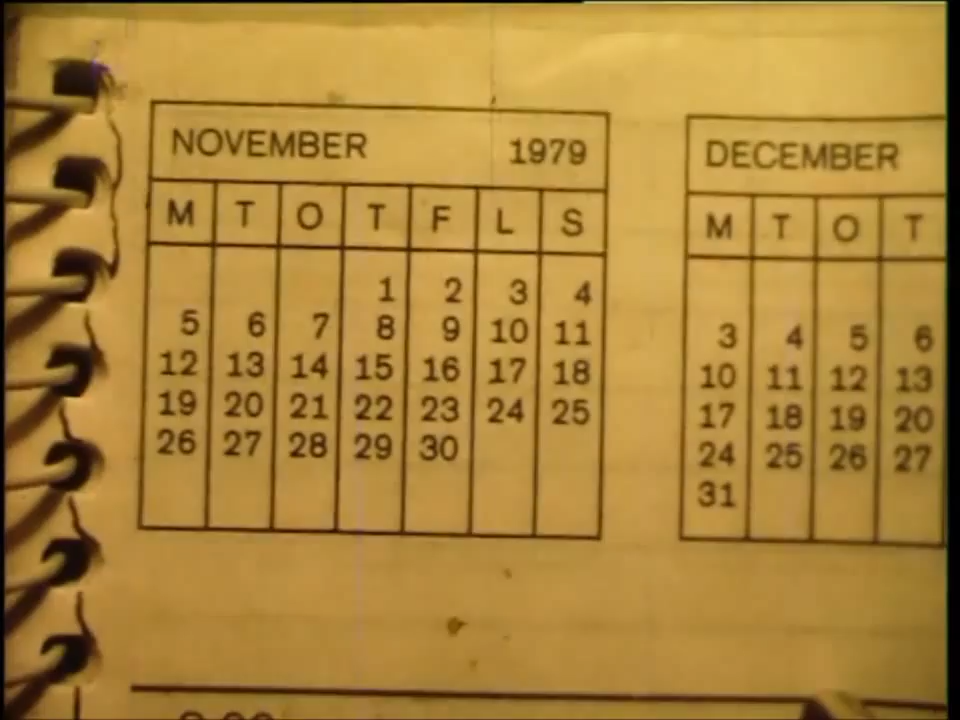 NOVEMBER 1979
M T O T F L S
1 2 3 4
5 6 7 8 9 10 11
12 13 14 15 16 17 18
19 20 21 22 23 24 25
26 27 28 29 30
DECEMBER
M T O T
3 4 5 6
10 11 12 13
17 18 19 20
24 25 26 27
31